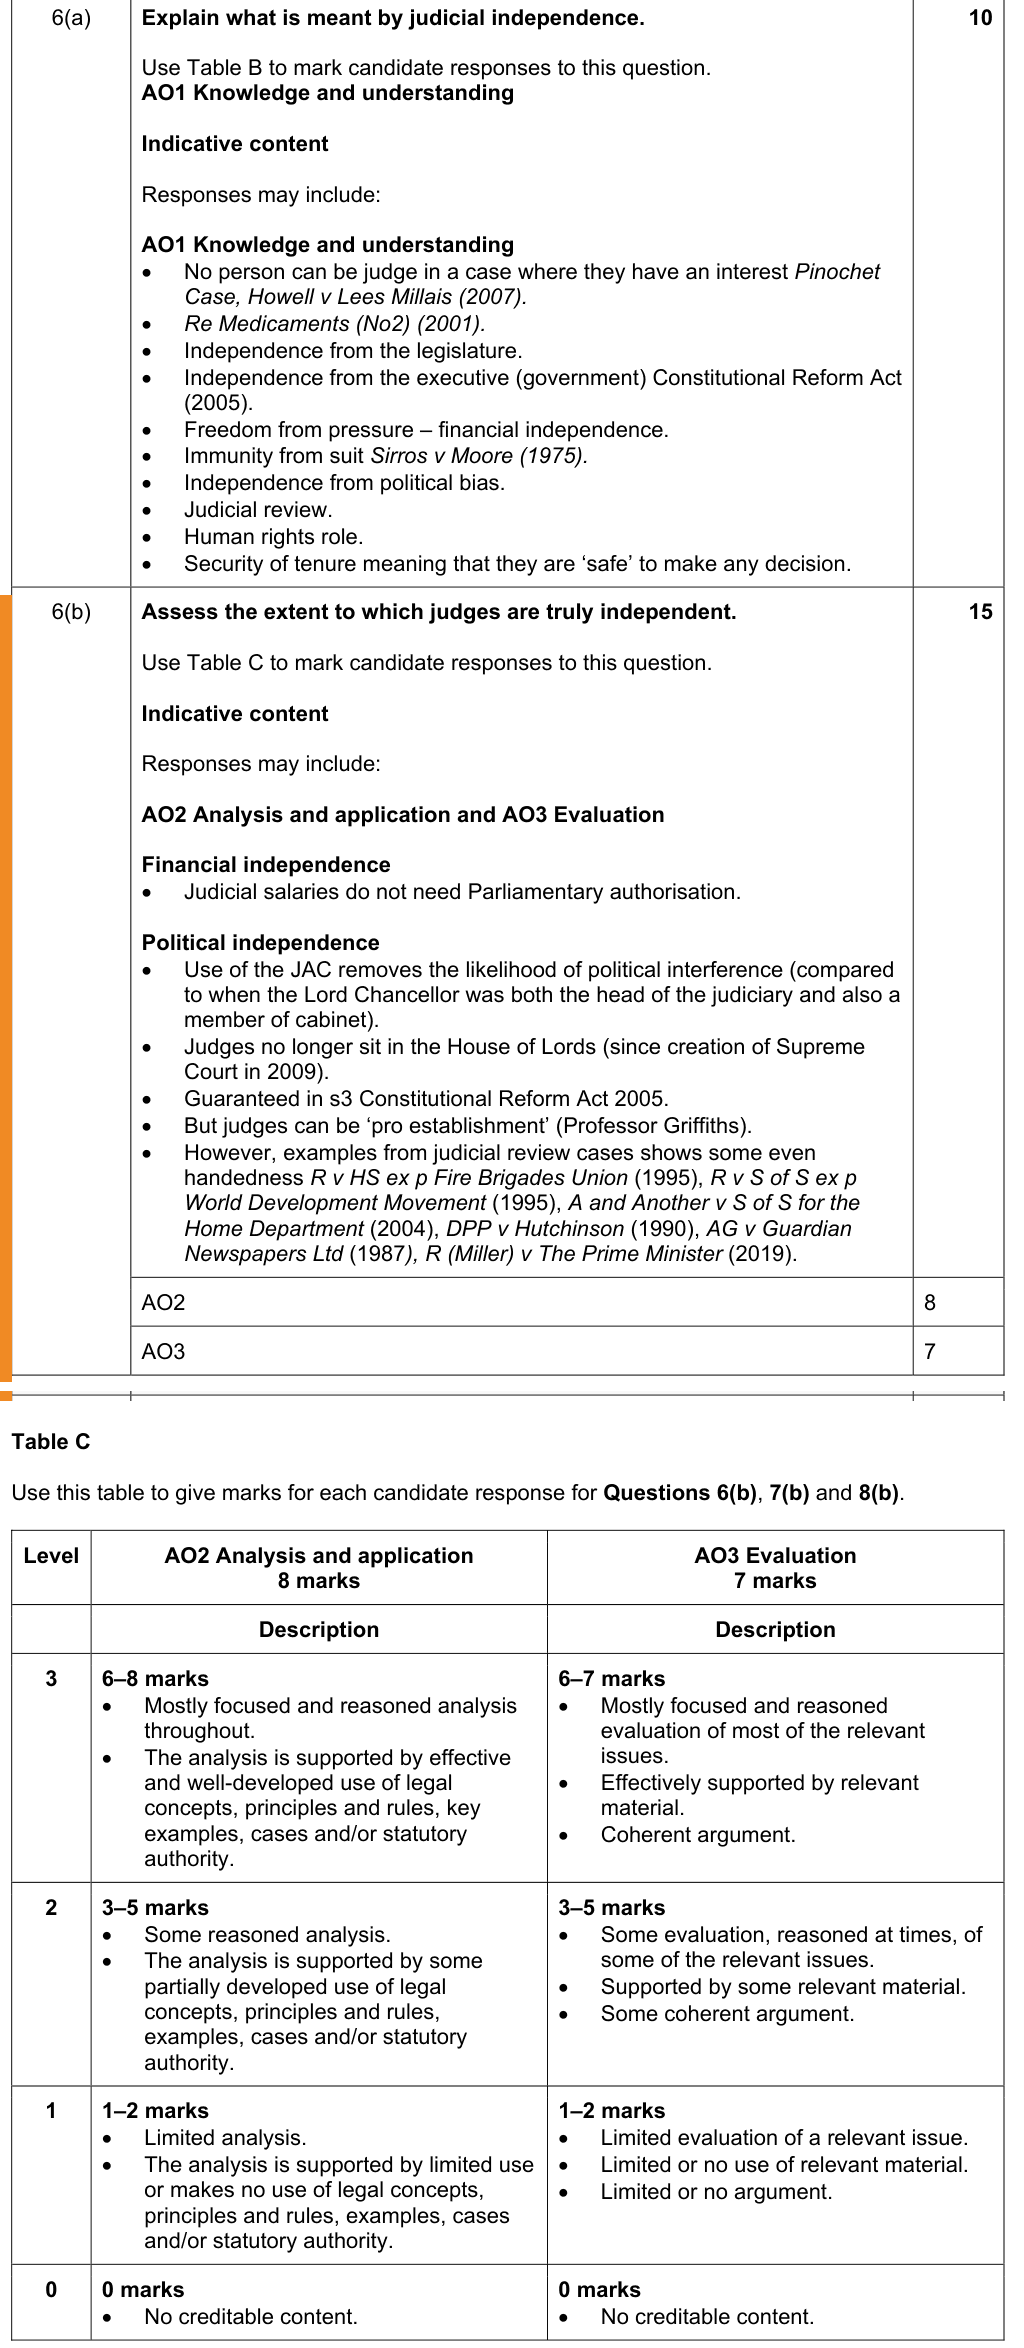 6(a) Explain what is meant by judicial independence. 10
Use Table B to mark candidate responses to this question.
AO1 Knowledge and understanding
Indicative content
Responses may include:
AO1 Knowledge and understanding
• No person can be judge in a case where they have an interest Pinochet
Case, Howell v Lees Millais (2007).
• Re Medicaments (No2) (2001).
• Independence from the legislature.
• Independence from the executive (government) Constitutional Reform Act
(2005).
• Freedom from pressure – financial independence.
• Immunity from suit Sirros v Moore (1975).
• Independence from political bias.
• Judicial review.
• Human rights role.
• Security of tenure meaning that they are ‘safe’ to make any decision.
6(b) Assess the extent to which judges are truly independent. 15
Use Table C to mark candidate responses to this question.
Indicative content
Responses may include:
AO2 Analysis and application and AO3 Evaluation
Financial independence
• Judicial salaries do not need Parliamentary authorisation.
Political independence
• Use of the JAC removes the likelihood of political interference (compared
to when the Lord Chancellor was both the head of the judiciary and also a
member of cabinet).
• Judges no longer sit in the House of Lords (since creation of Supreme
Court in 2009).
• Guaranteed in s3 Constitutional Reform Act 2005.
• But judges can be ‘pro establishment’ (Professor Griffiths).
• However, examples from judicial review cases shows some even
handedness R v HS ex p Fire Brigades Union (1995), R v S of S ex p
World Development Movement (1995), A and Another v S of S for the
Home Department (2004), DPP v Hutchinson (1990), AG v Guardian
Newspapers Ltd (1987), R (Miller) v The Prime Minister (2019).
AO2 8
AO3 7
Table C
Use this table to give marks for each candidate response for Questions 6(b), 7(b) and 8(b).
Level
AO2 Analysis and application
8 marks
AO3 Evaluation
7 marks
Description
Description
3
6–8 marks
• Mostly focused and reasoned analysis
throughout.
• The analysis is supported by effective
and well-developed use of legal
concepts, principles and rules, key
examples, cases and/or statutory
authority.
6–7 marks
• Mostly focused and reasoned
evaluation of most of the relevant
issues.
• Effectively supported by relevant
material.
• Coherent argument.
2
3–5 marks
• Some reasoned analysis.
• The analysis is supported by some
partially developed use of legal
concepts, principles and rules,
examples, cases and/or statutory
authority.
3–5 marks
• Some evaluation, reasoned at times, of
some of the relevant issues.
• Supported by some relevant material.
• Some coherent argument.
1
1–2 marks
• Limited analysis.
• The analysis is supported by limited use
or makes no use of legal concepts,
principles and rules, examples, cases
and/or statutory authority.
1–2 marks
• Limited evaluation of a relevant issue.
• Limited or no use of relevant material.
• Limited or no argument.
0
0 marks
• No creditable content.
0 marks
• No creditable content.